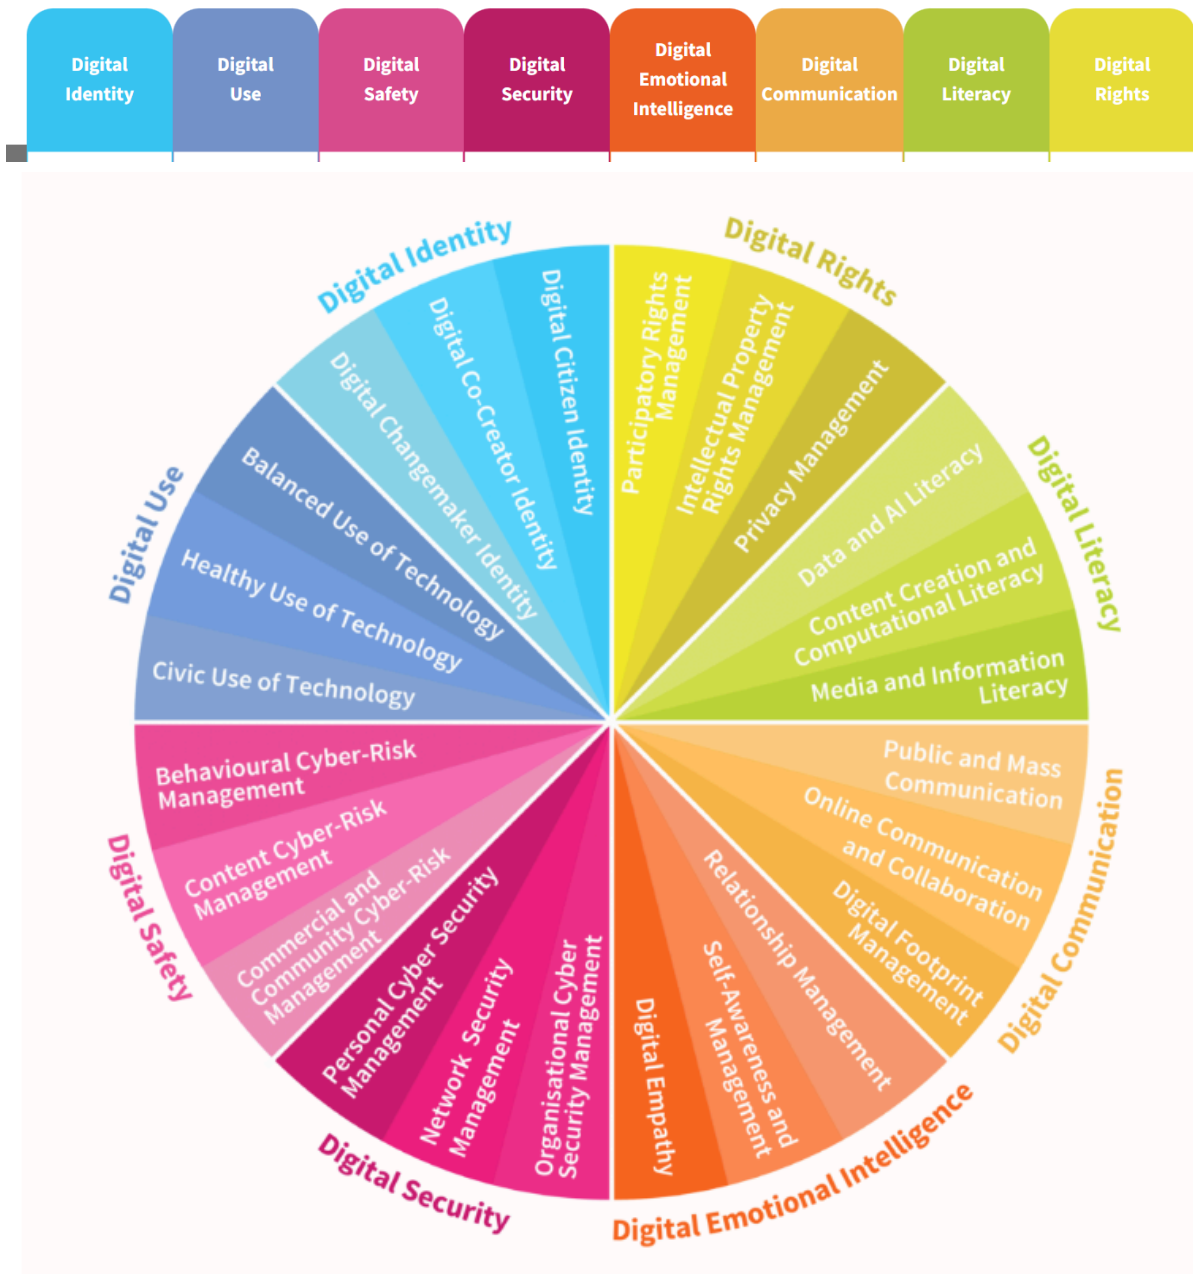 Digital
Identity
Digital
Use
Digital
Safety
Digital
Security
Digital
Emotional
Intelligence
Digital
Communication
Digital
Literacy
Digital
Rights
Digital Identity
Digital Citizen Identity
Digital Co-Creator Identity
Digital Changemaker Identity
Digital Use
Balanced Use of Technology
Healthy Use of Technology
Civic Use of Technology
Digital Safety
Behavioural Cyber-Risk
Management
Content Cyber-Risk
Management
Commercial and
Community Cyber-Risk
Management
Digital Security
Personal Cyber Security
Management
Network Security
Management
Organisational Cyber
Security Management
Digital Emotional Intelligence
Digital Empathy
Self-Awareness and
Management
Relationship Management
Digital Communication
Digital Footprint
Management
Online Communication
and Collaboration
Public and Mass
Communication
Digital Literacy
Media and Information
Literacy
Content Creation and
Computational Literacy
Data and AI Literacy
Digital Rights
Privacy Management
Intellectual Property
Rights Management
Participatory Rights
Management